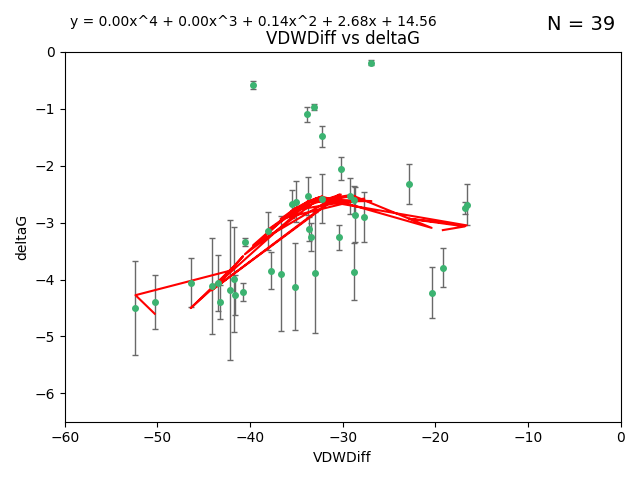 y = 0.00x^4 + 0.00x^3 + 0.14x^2 + 2.68x + 14.56
N = 39
VDWDiff vs deltaG
0
−1
−2
−3
−4
−5
−6
deltaG
−60 −50 −40 −30 −20 −10 0
VDWDiff